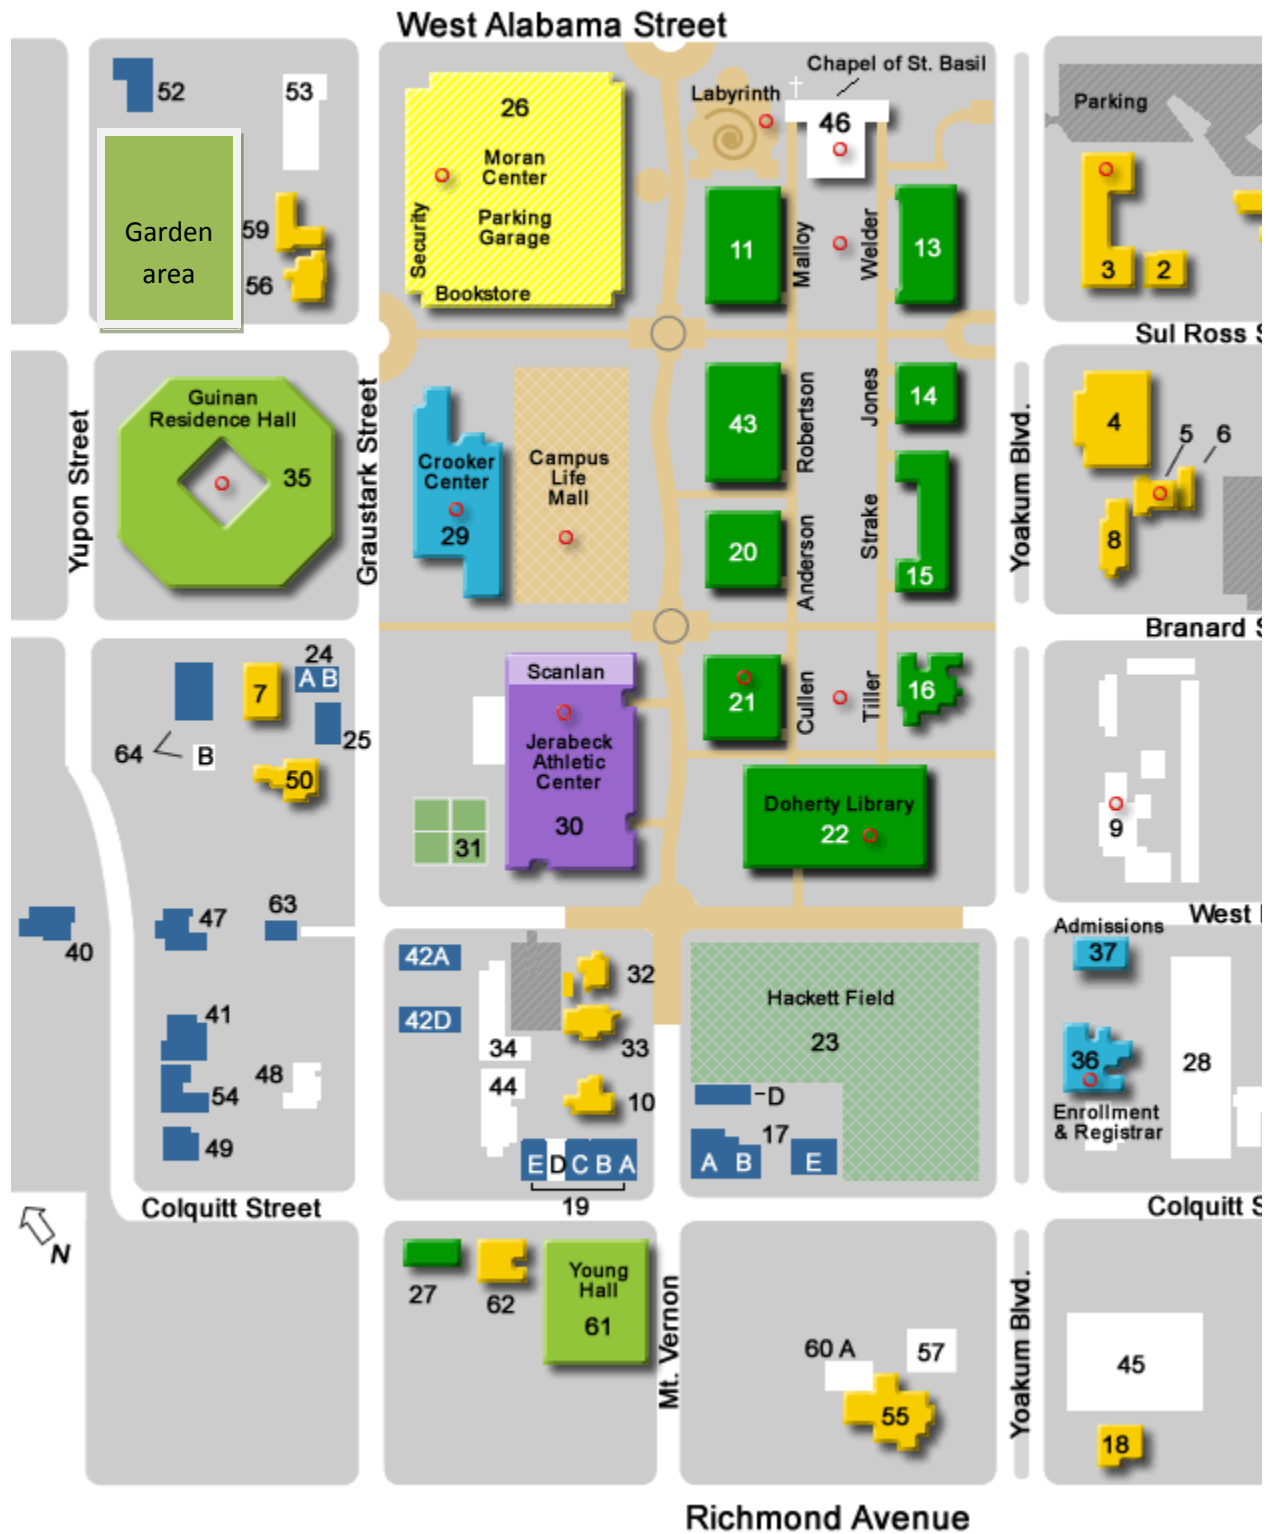 West Alabama Street
52
53
Garden
area
59
56
26
Moran
Center
Parking
Garage
Security
Bookstore
Labyrinth
Chapel of St. Basil
46
11
Malloy
Welder
13
Parking
3
2
Sul Ross S
Yupon Street
Guinan
Residence Hall
35
Graustark Street
Crooker
Center
29
Campus
Life
Mall
43
Robertson
Jones
14
20
Anderson
Strake
15
Yoakum Blvd.
4
5
6
8
Branard S
24
A B
7
25
64
B
50
Scanlan
Jerabeck
Athletic
Center
30
31
21
Cullen
Tiller
16
Doherty Library
22
9
West
40
47
63
41
54
48
49
42A
42D
34
44
32
33
10
E D C B A
19
Hackett Field
23
D
17
A B
E
Admissions
37
36
Enrollment
& Registrar
28
N
Colquitt Street
Colquitt S
27
62
Young
Hall
61
Mt. Vernon
60 A
57
55
Yoakum Blvd.
45
18
Richmond Avenue